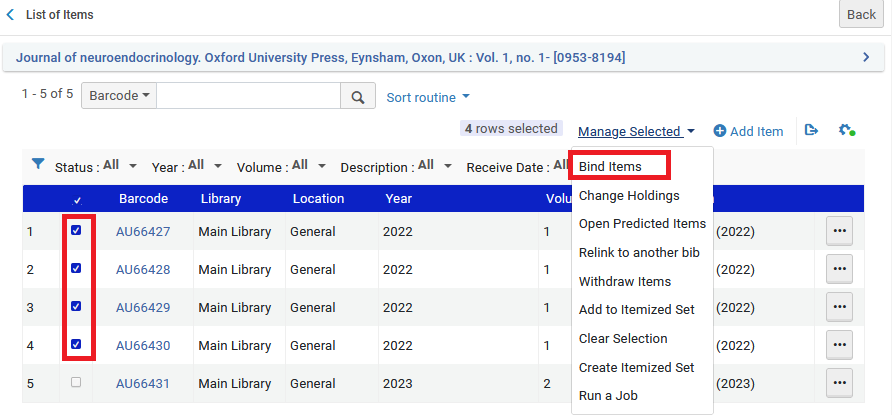 List of Items Back
Journal of neuroendocrinology. Oxford University Press, Eynsham, Oxon, UK : Vol. 1, no. 1- [0953-8194]
1 - 5 of 5 Barcode Sort routine
4 rows selected Manage Selected Add Item
Status : All Year : All Volume : All Description : All Receive Date : All
Bind Items
Change Holdings
Open Predicted Items
Relink to another bib
Withdraw Items
Add to Itemized Set
Clear Selection
Create Itemized Set
Run a Job
Barcode Library Location Year
1 AU66427 Main Library General 2022 1 (2022)
2 AU66428 Main Library General 2022 1 (2022)
3 AU66429 Main Library General 2022 1 (2022)
4 AU66430 Main Library General 2022 1 (2022)
5 AU66431 Main Library General 2023 2 (2023)